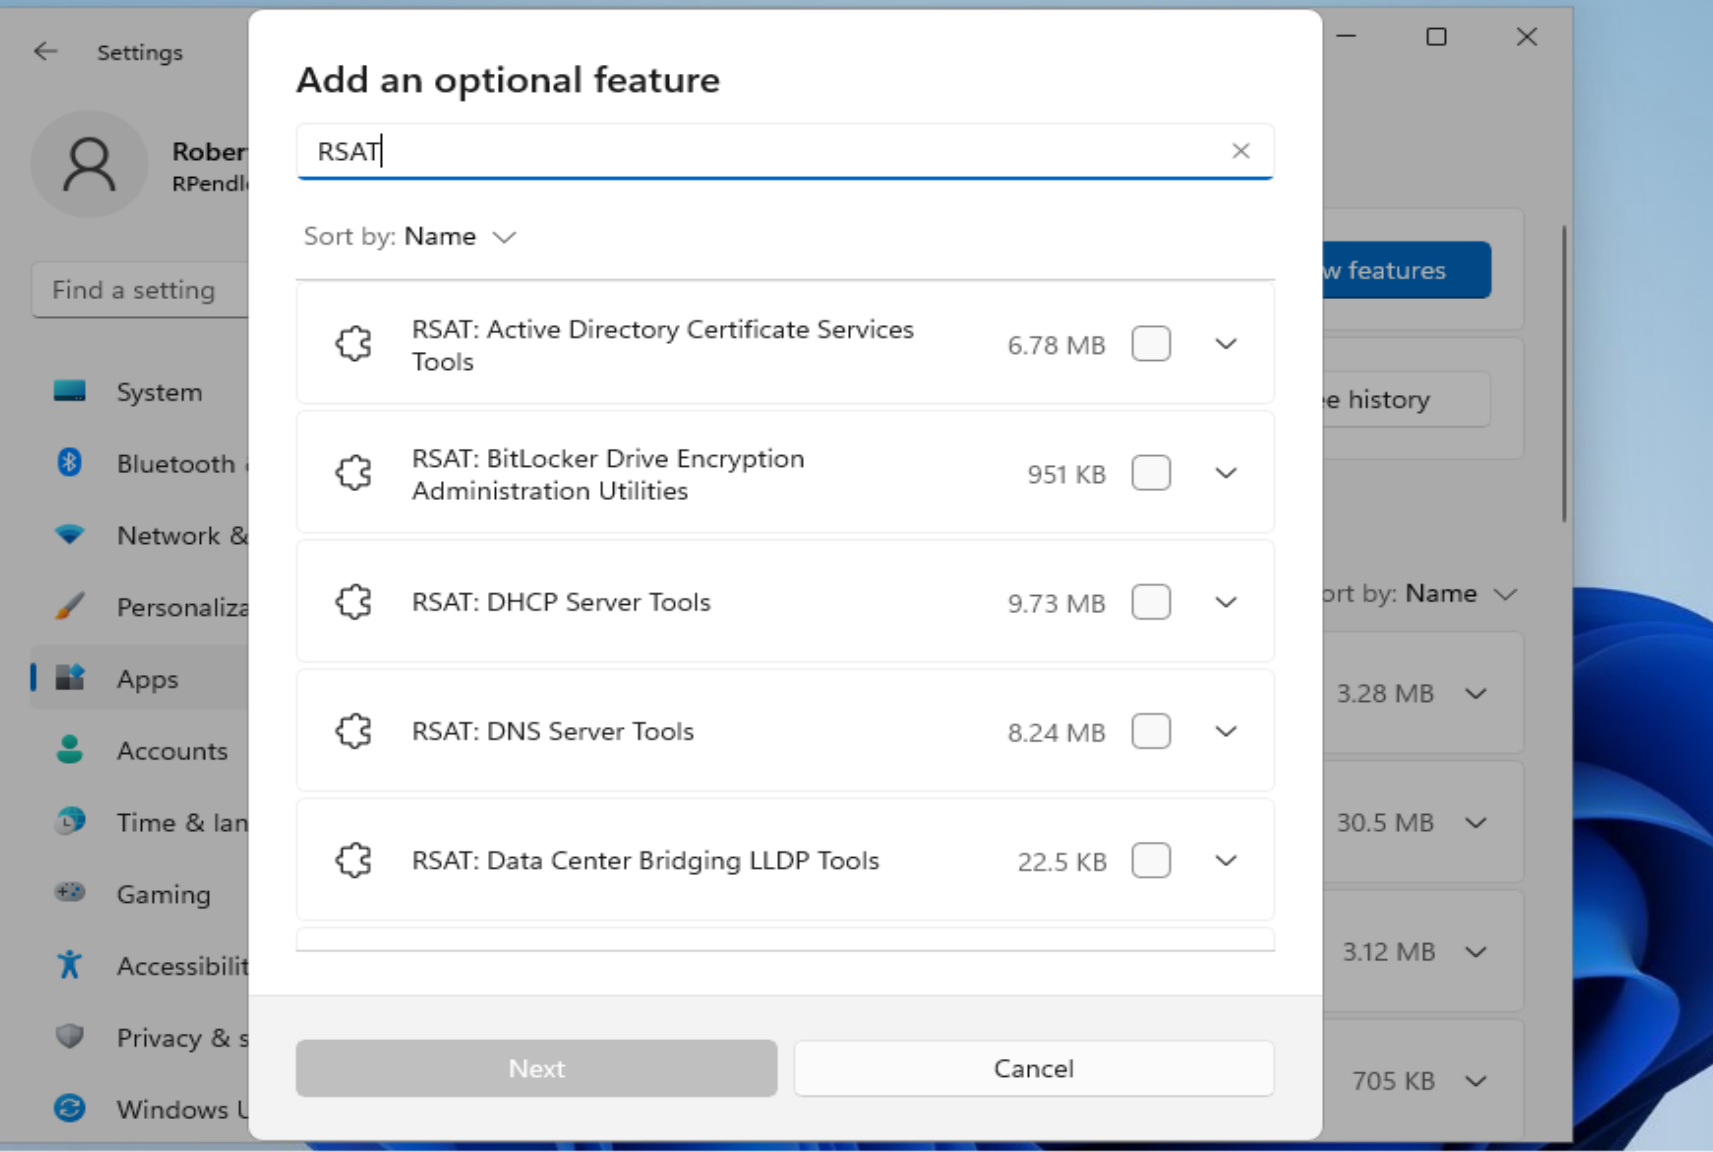 Settings
Rober
RPendl
Find a setting
System
Bluetooth
Network &
Personaliza
Apps
Accounts
Time & lan
Gaming
Accessibilit
Privacy & s
Windows U
Add an optional feature
RSAT
Sort by: Name
RSAT: Active Directory Certificate Services
Tools
6.78 MB
RSAT: BitLocker Drive Encryption
Administration Utilities
951 KB
RSAT: DHCP Server Tools
9.73 MB
RSAT: DNS Server Tools
8.24 MB
RSAT: Data Center Bridging LLDP Tools
22.5 KB
Next
Cancel
w features
e history
ort by: Name
3.28 MB
30.5 MB
3.12 MB
705 KB